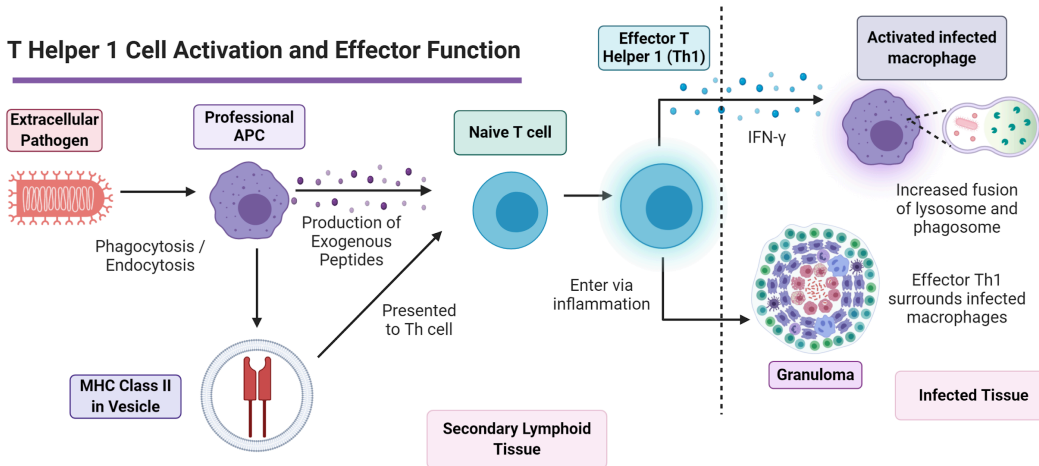 T Helper 1 Cell Activation and Effector Function
Extracellular
Pathogen
Phagocytosis /
Endocytosis
Professional
APC
Production of
Exogenous
Peptides
MHC Class II
in Vesicle
Presented
to Th cell
Naive T cell
Secondary Lymphoid
Tissue
Effector T
Helper 1 (Th1)
Enter via
inflammation
IFN-γ
Activated infected
macrophage
Increased fusion
of lysosome and
phagosome
Effector Th1
surrounds infected
macrophages
Granuloma
Infected Tissue